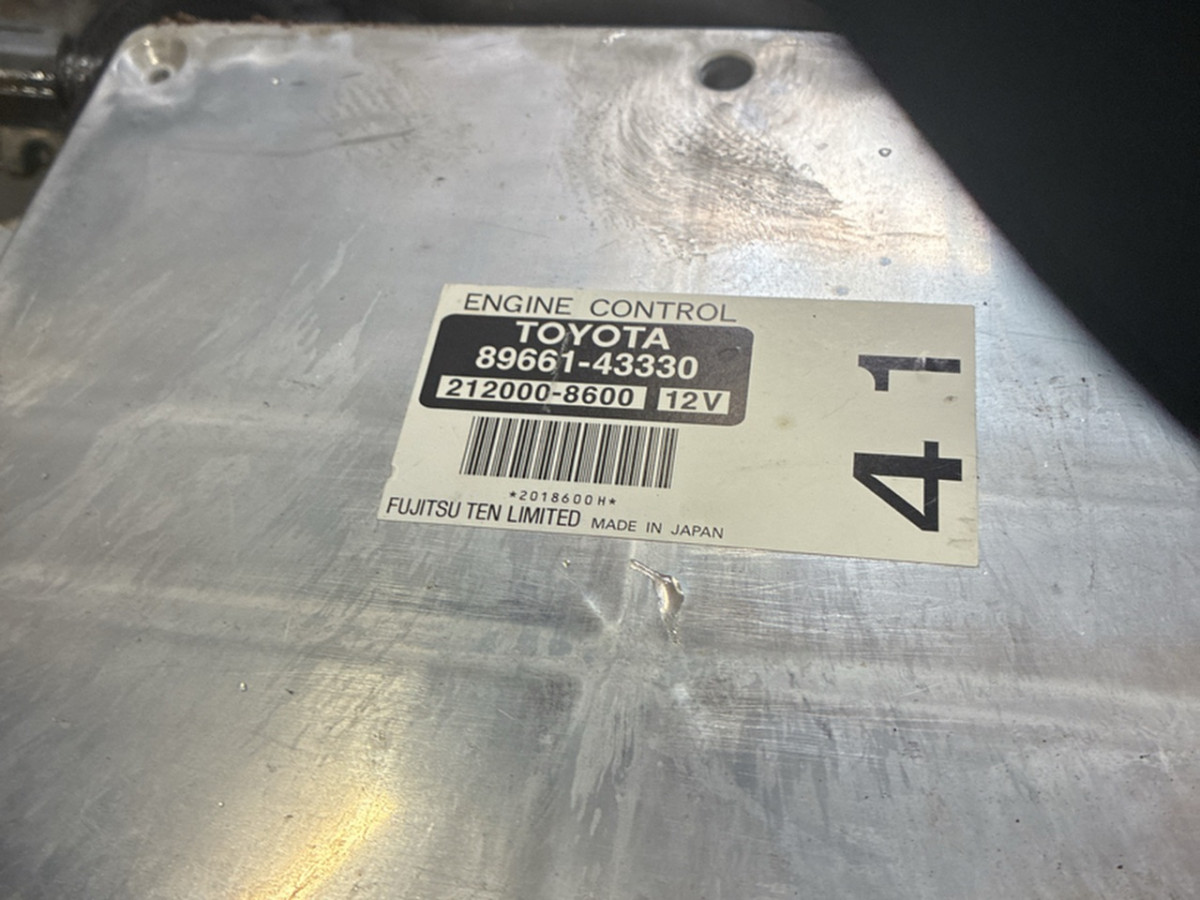 ENGINE CONTROL
TOYOTA
89661-43330
212000-8600 12V
*2018600H*
FUJITSU TEN LIMITED MADE IN JAPAN
41